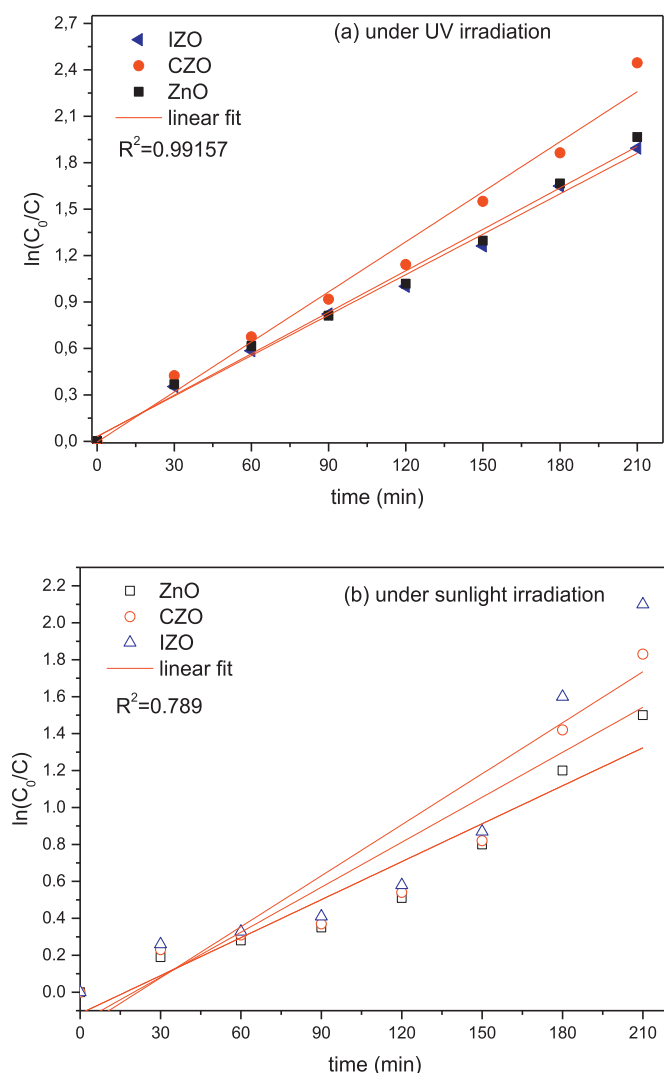 2,7
2,4
2,1
1,8
1,5
1,2
0,9
0,6
0,3
0,0
ln(C0/C)
IZO
CZO
ZnO
linear fit
R2=0.99157
(a) under UV irradiation
0 30 60 90 120 150 180 210
time (min)
2.2
2.0
1.8
1.6
1.4
1.2
1.0
0.8
0.6
0.4
0.2
0.0
ln(C0/C)
ZnO
CZO
IZO
linear fit
R2=0.789
(b) under sunlight irradiation
0 30 60 90 120 150 180 210
time (min)